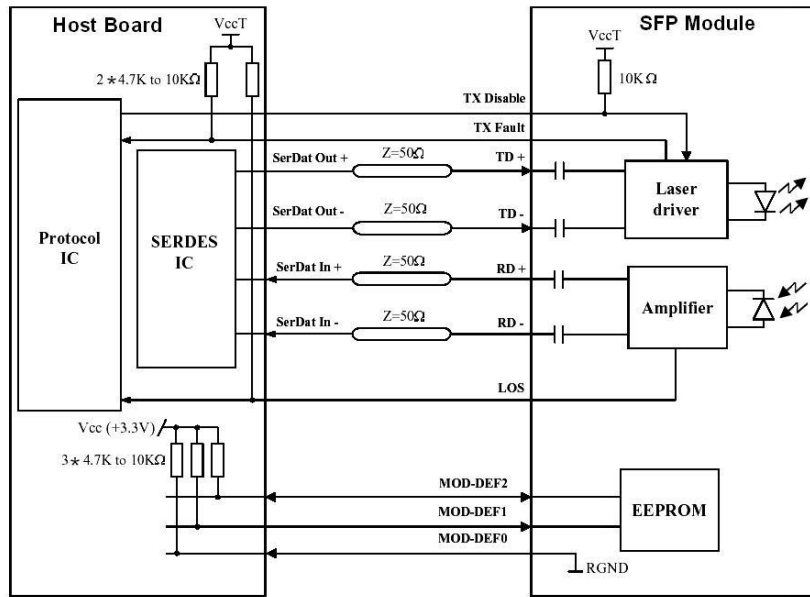 Host Board
SFP Module
VccT
VccT
2*4.7K to 10KΩ
10KΩ
TX Disable
TX Fault
SerDat Out +
Z=50Ω
TD +
SerDat Out -
Z=50Ω
TD -
Laser
driver
Protocol
IC
SERDES
IC
SerDat In +
Z=50Ω
RD +
SerDat In -
Z=50Ω
RD -
Amplifier
LOS
Vcc (+3.3V)
3*4.7K to 10KΩ
MOD-DEF2
MOD-DEF1
MOD-DEF0
EEPROM
RGND